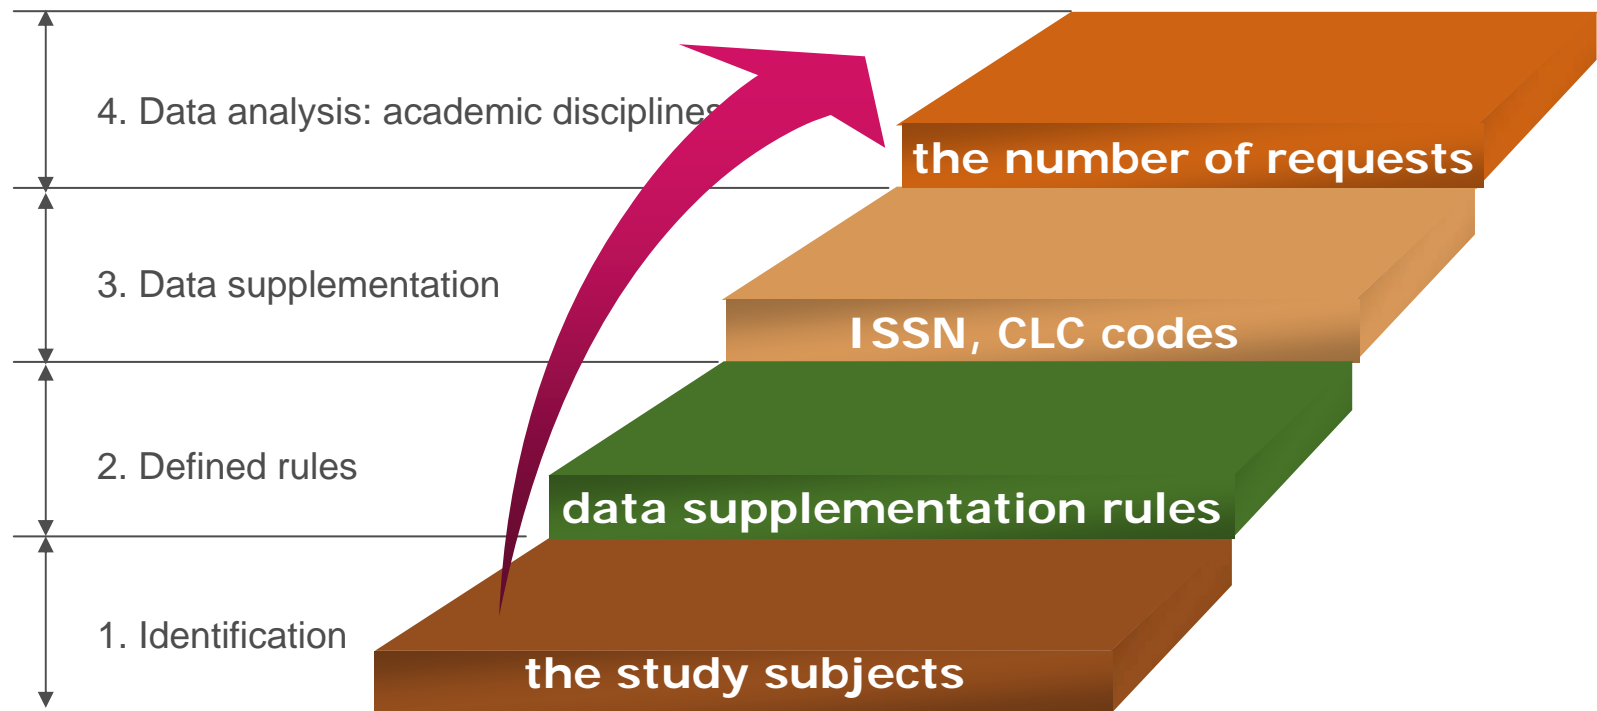 4. Data analysis: academic disciplines
the number of requests
3. Data supplementation
ISSN, CLC codes
2. Defined rules
data supplementation rules
1. Identification
the study subjects